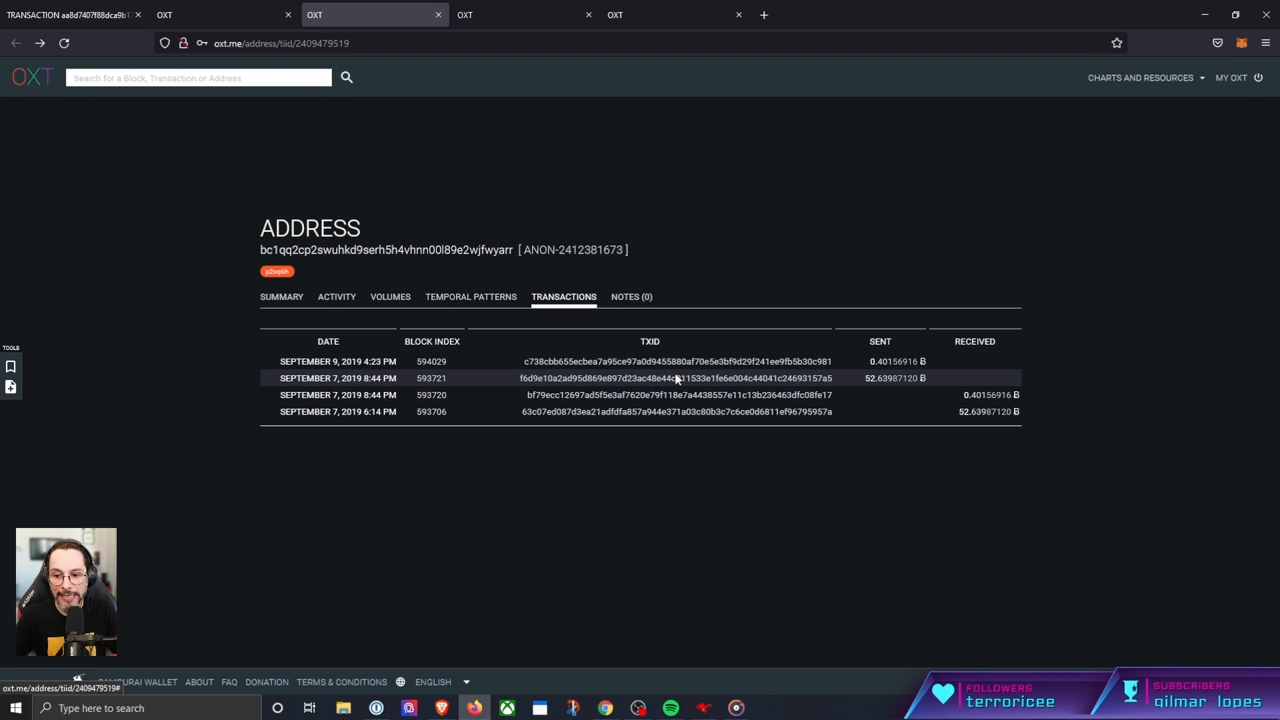 TRANSACTION aa8d7407f88dca9b1
OXT
OXT
OXT
OXT
oxt.me/address/tiid/2409479519
OXT
Search for a Block, Transaction or Address
CHARTS AND RESOURCES
MY OXT
ADDRESS
bc1qq2cp2swuhkd9serh5h4vhnn00l89e2wjfwyarr [ ANON-2412381673 ]
p2wpkh
SUMMARY ACTIVITY VOLUMES TEMPORAL PATTERNS TRANSACTIONS NOTES (0)
TOOLS
DATE BLOCK INDEX TXID SENT RECEIVED
SEPTEMBER 9, 2019 4:23 PM 594029 c738cbb655ecbea7a95ce97a0d9455880af70e5e3bf9d29f241ee9fb5b30c981 0.40156916 Ƀ
SEPTEMBER 7, 2019 8:44 PM 593721 52.63987120 Ƀ
SEPTEMBER 7, 2019 8:44 PM 593720 bf79ecc12697ad5f5e3af7620e79f118e7a4438557e11c13b236463dfc08fe17 0.40156916 Ƀ
SEPTEMBER 7, 2019 6:14 PM 593706 63c07ed087d3ea21adfdfa857a944e371a03c80b3c7c6ce0d6811ef96795957a 52.63987120 Ƀ
SAMOURAI WALLET ABOUT FAQ DONATION TERMS & CONDITIONS ENGLISH
oxt.me/address/tiid/2409479519#
FOLLOWERS
terroricee
SUBSCRIBERS
gilmar lopes
Type here to search